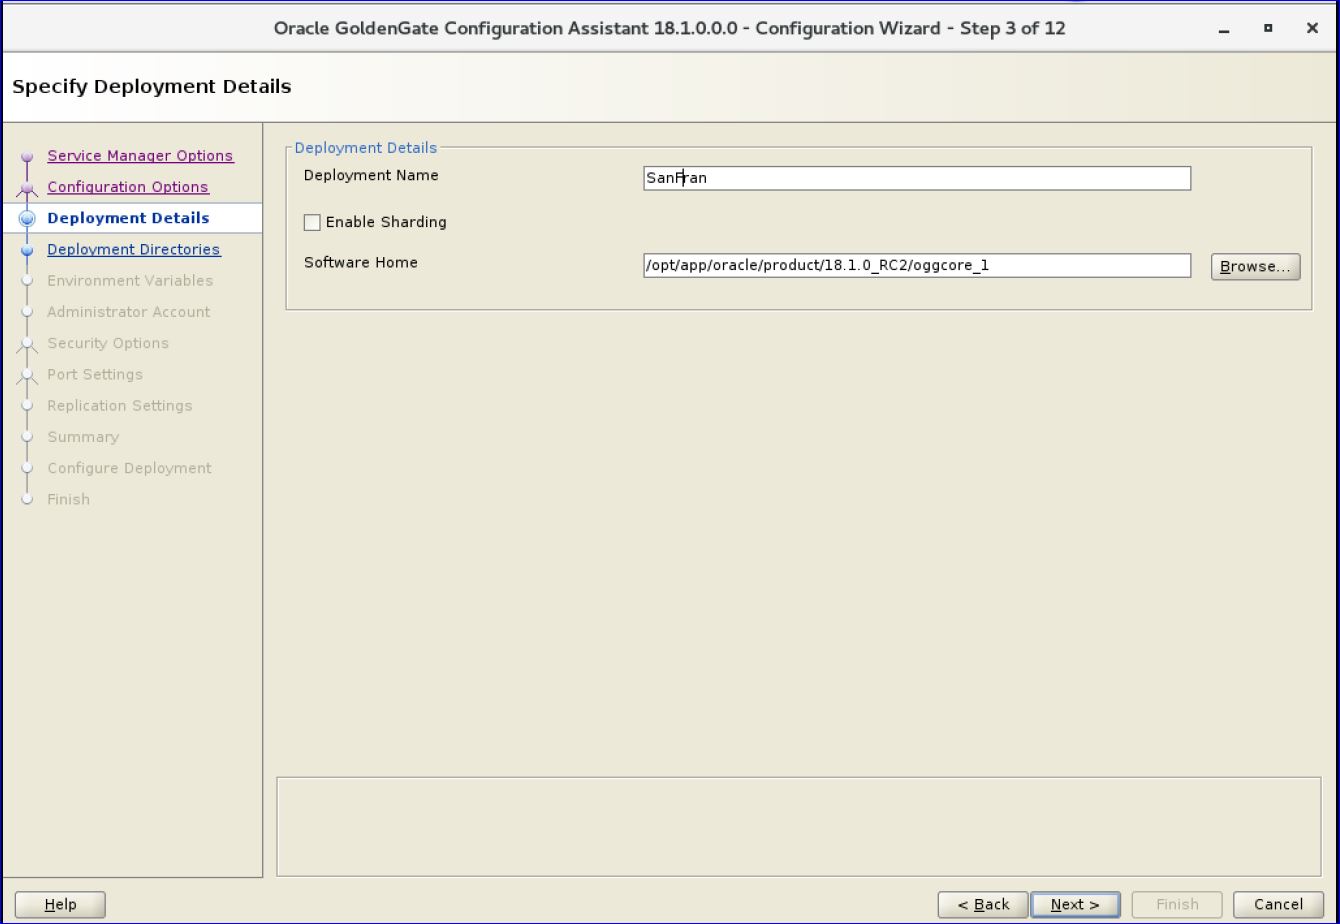 Oracle GoldenGate Configuration Assistant 18.1.0.0.0 - Configuration Wizard - Step 3 of 12
Specify Deployment Details
Service Manager Options
Configuration Options
Deployment Details
Deployment Directories
Environment Variables
Administrator Account
Security Options
Port Settings
Replication Settings
Summary
Configure Deployment
Finish
Deployment Details
Deployment Name SanFran
Enable Sharding
Software Home /opt/app/oracle/product/18.1.0_RC2/oggcore_1 Browse...
Help < Back Next > Finish Cancel